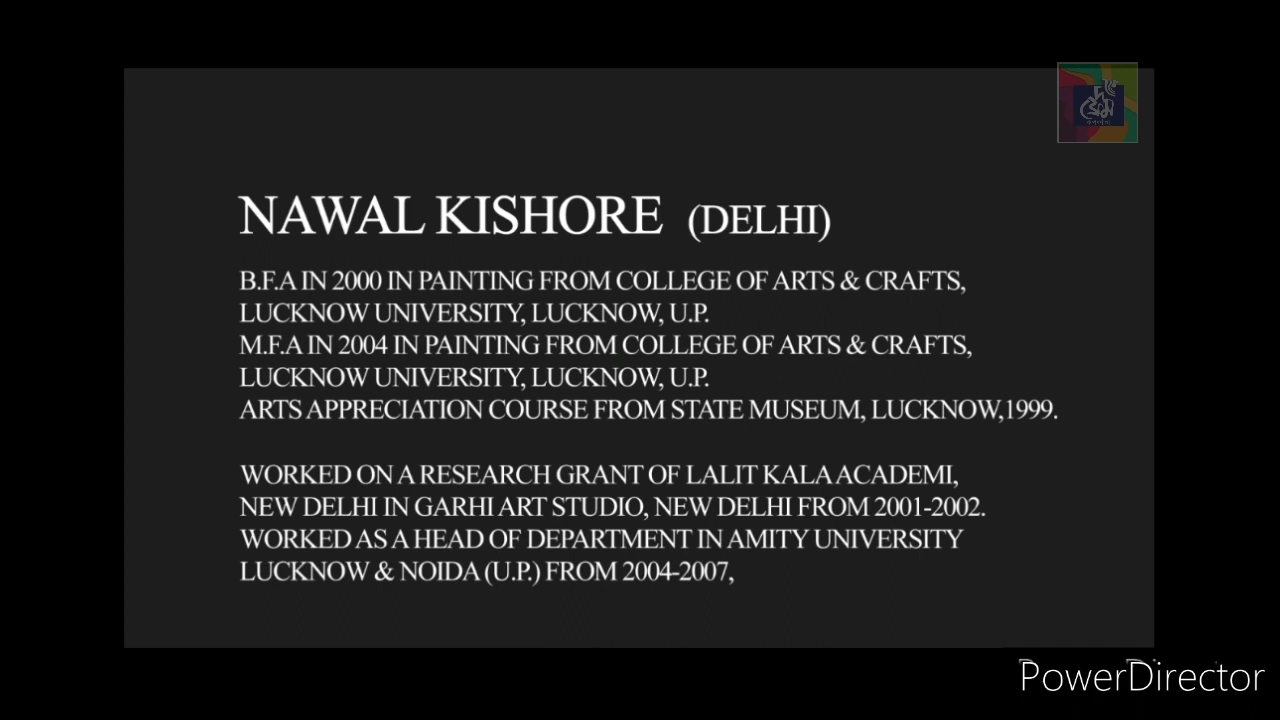 NAWAL KISHORE (DELHI)
B.F.A IN 2000 IN PAINTING FROM COLLEGE OF ARTS & CRAFTS,
LUCKNOW UNIVERSITY, LUCKNOW, U.P.
M.F.A IN 2004 IN PAINTING FROM COLLEGE OF ARTS & CRAFTS,
LUCKNOW UNIVERSITY, LUCKNOW, U.P.
ARTS APPRECIATION COURSE FROM STATE MUSEUM, LUCKNOW,1999.
WORKED ON A RESEARCH GRANT OF LALIT KALA ACADEMI,
NEW DELHI IN GARHI ART STUDIO, NEW DELHI FROM 2001-2002.
WORKED AS A HEAD OF DEPARTMENT IN AMITY UNIVERSITY
LUCKNOW & NOIDA (U.P.) FROM 2004-2007,
PowerDirector